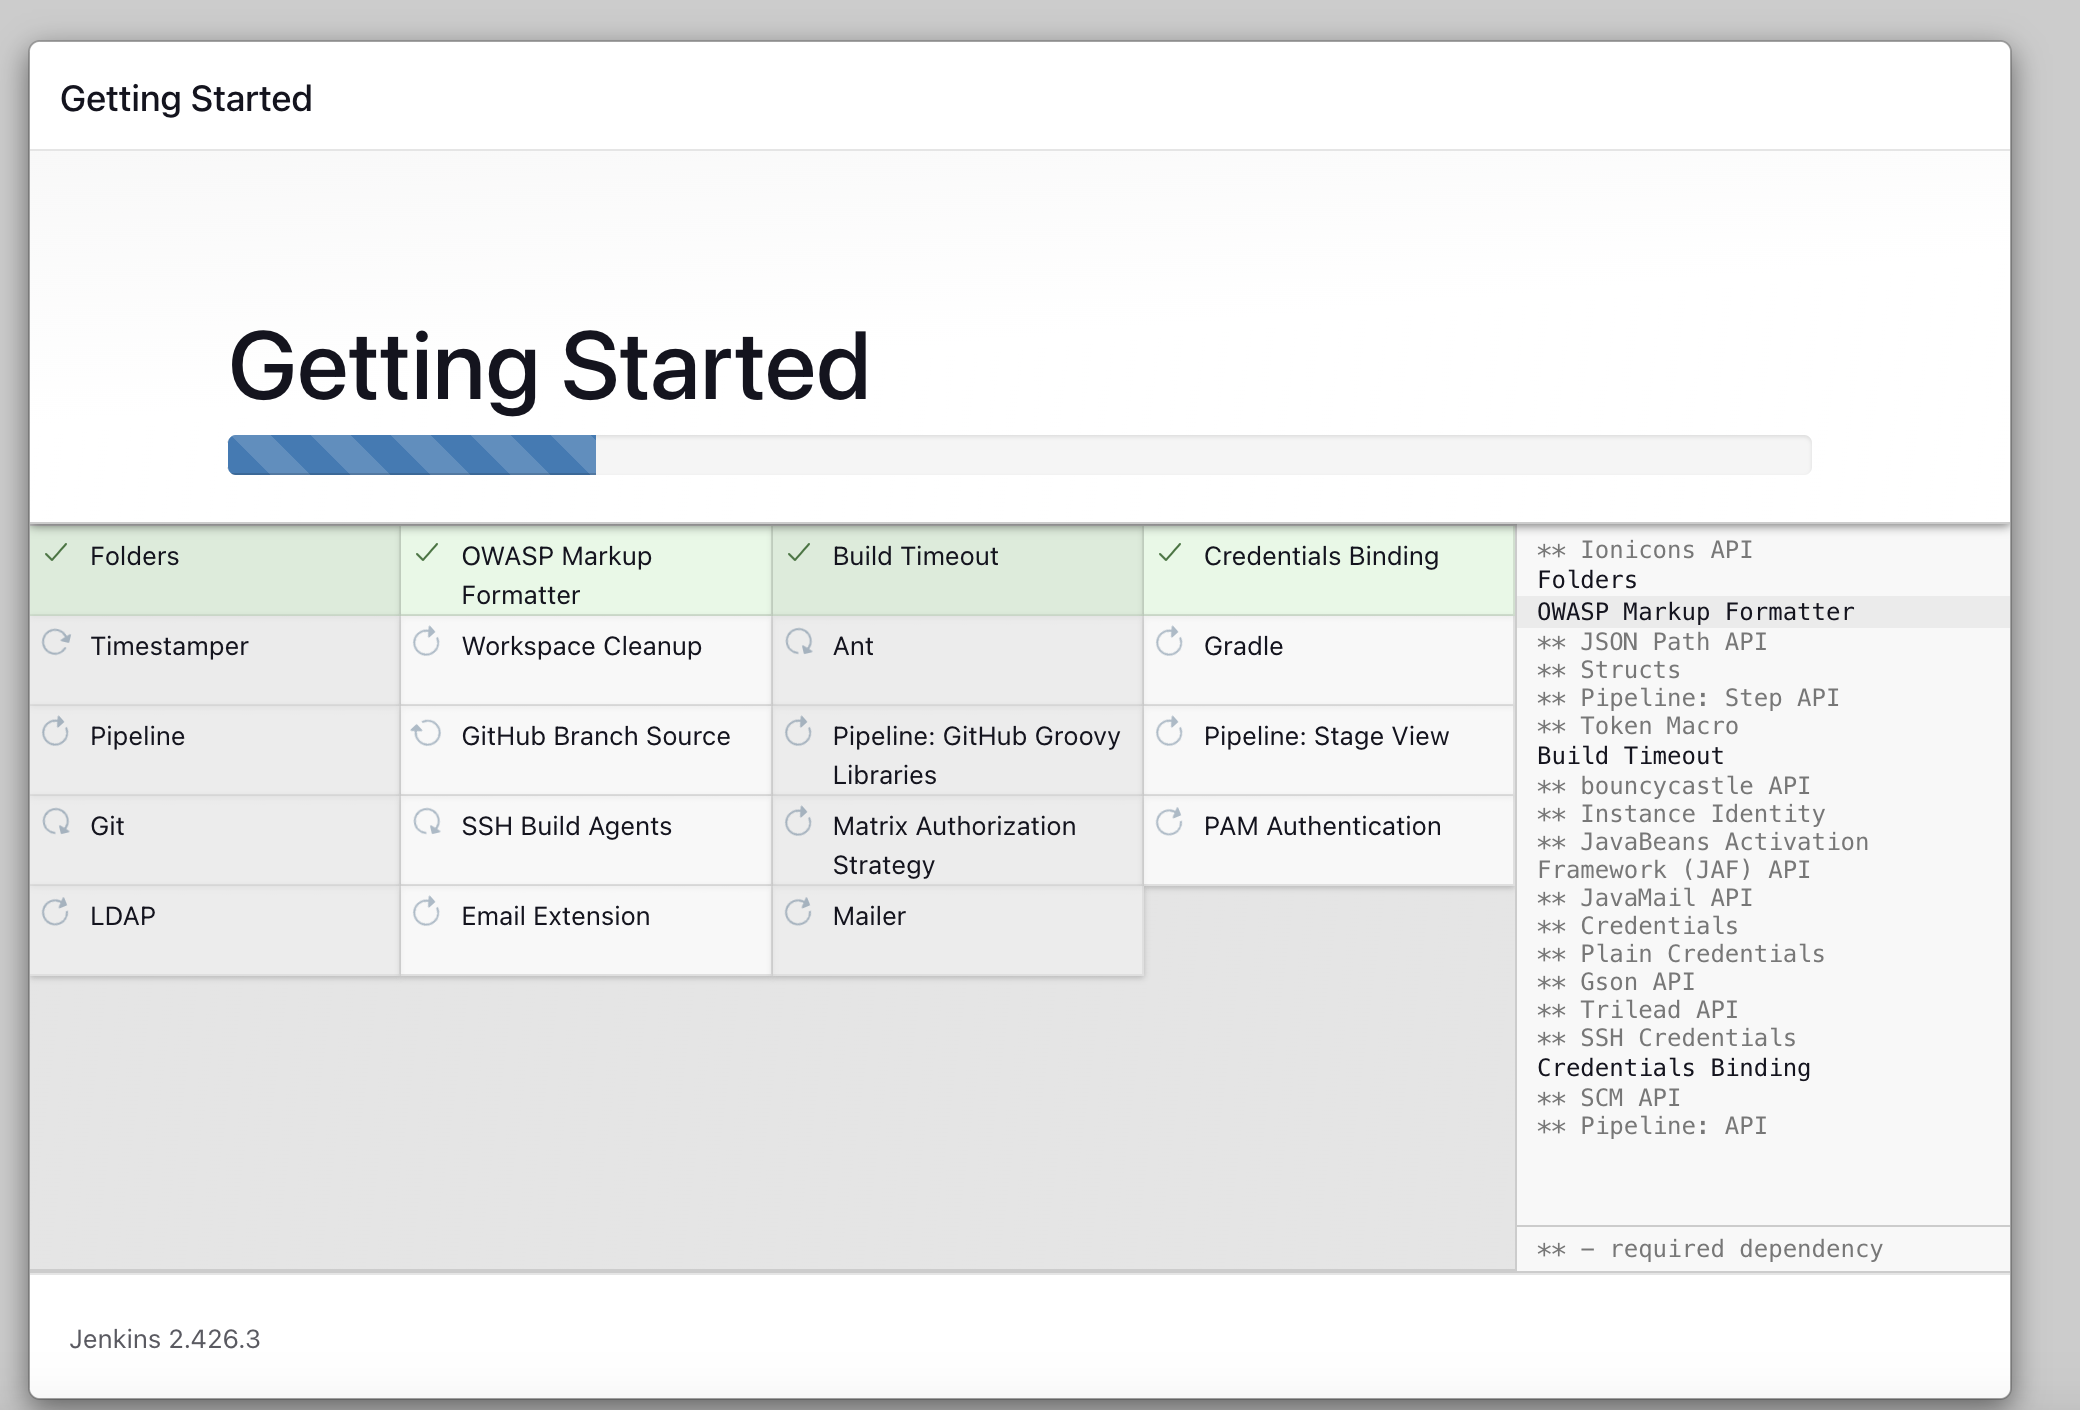 Getting Started
Getting Started
Folders
OWASP Markup
Formatter
Build Timeout
Credentials Binding
Timestamper
Workspace Cleanup
Ant
Gradle
Pipeline
GitHub Branch Source
Pipeline: GitHub Groovy
Libraries
Pipeline: Stage View
Git
SSH Build Agents
Matrix Authorization
Strategy
PAM Authentication
LDAP
Email Extension
Mailer
** Ionicons API
Folders
OWASP Markup Formatter
** JSON Path API
** Structs
** Pipeline: Step API
** Token Macro
Build Timeout
** bouncycastle API
** Instance Identity
** JavaBeans Activation
Framework (JAF) API
** JavaMail API
** Credentials
** Plain Credentials
** Gson API
** Trilead API
** SSH Credentials
Credentials Binding
** SCM API
** Pipeline: API
** - required dependency
Jenkins 2.426.3